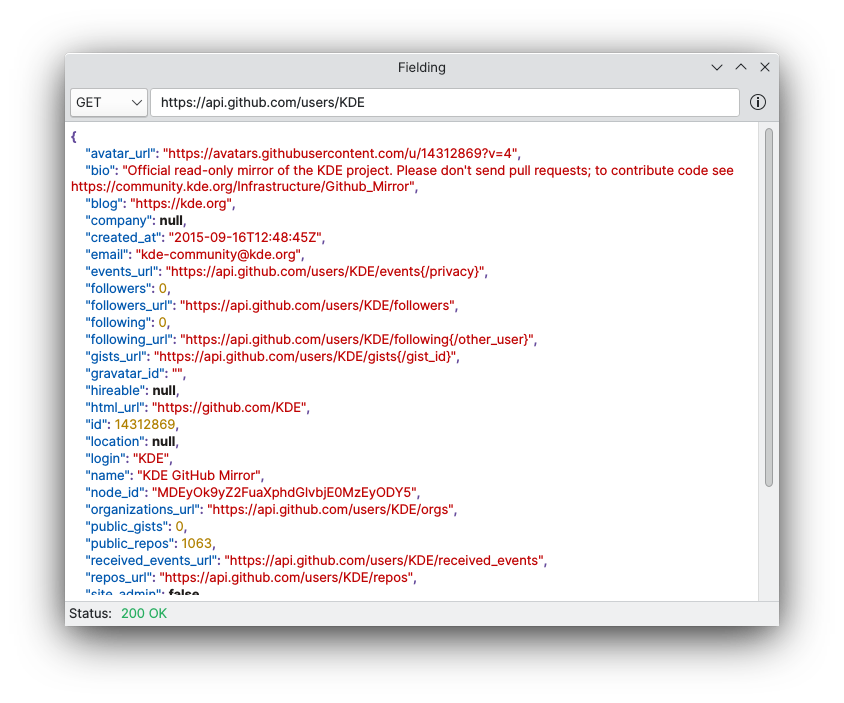 Fielding
GET https://api.github.com/users/KDE
{
"avatar_url": "https://avatars.githubusercontent.com/u/14312869?v=4",
"bio": "Official read-only mirror of the KDE project. Please don't send pull requests; to contribute code see
https://community.kde.org/Infrastructure/Github_Mirror",
"blog": "https://kde.org",
"company": null,
"created_at": "2015-09-16T12:48:45Z",
"email": "kde-community@kde.org",
"events_url": "https://api.github.com/users/KDE/events{/privacy}",
"followers": 0,
"followers_url": "https://api.github.com/users/KDE/followers",
"following": 0,
"following_url": "https://api.github.com/users/KDE/following{/other_user}",
"gists_url": "https://api.github.com/users/KDE/gists{/gist_id}",
"gravatar_id": "",
"hireable": null,
"html_url": "https://github.com/KDE",
"id": 14312869,
"location": null,
"login": "KDE",
"name": "KDE GitHub Mirror",
"node_id": "MDEyOk9yZ2FuaXphdGlvbjE0MzEyODY5",
"organizations_url": "https://api.github.com/users/KDE/orgs",
"public_gists": 0,
"public_repos": 1063,
"received_events_url": "https://api.github.com/users/KDE/received_events",
"repos_url": "https://api.github.com/users/KDE/repos",
"site_admin": false
Status: 200 OK